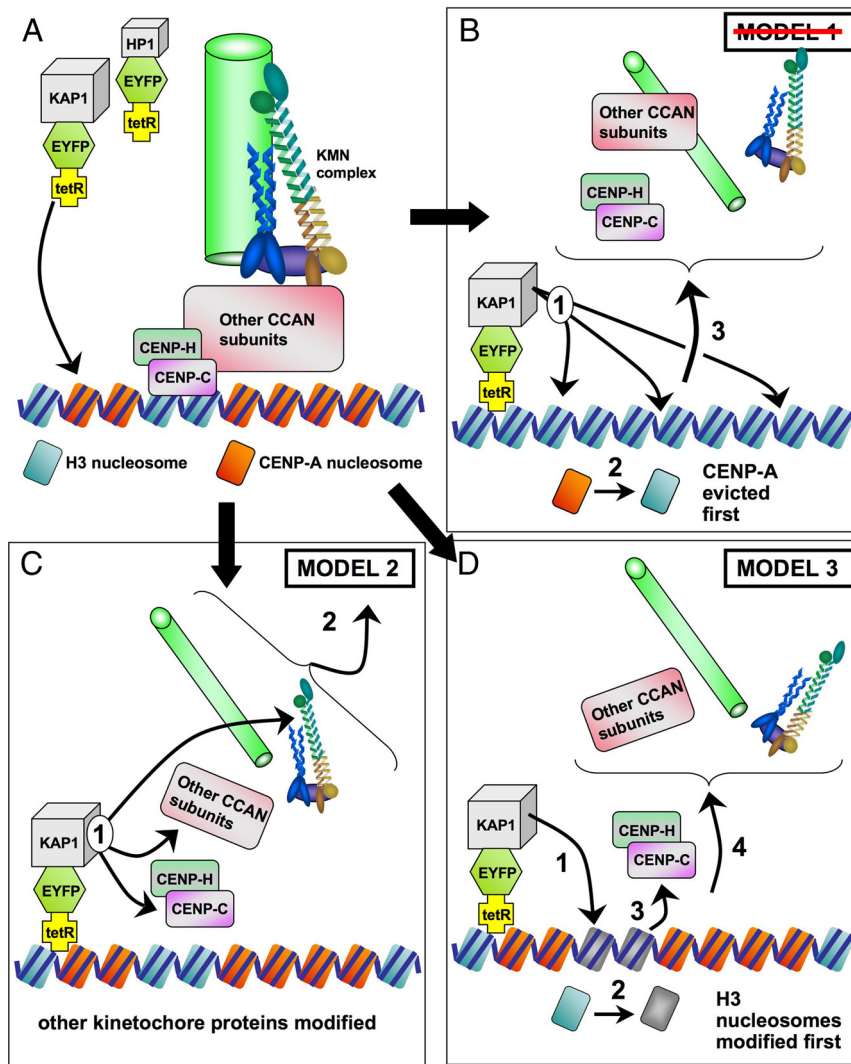 A
HP1
EYFP
tetR
KAP1
EYFP
tetR
KMN
complex
Other CCAN
subunits
CENP-H
CENP-C
H3 nucleosome
CENP-A nucleosome
B
MODEL 1
Other CCAN
subunits
CENP-H
CENP-C
KAP1
EYFP
tetR
1
3
2
CENP-A
evicted
first
C
MODEL 2
2
1
Other CCAN
subunits
KAP1
EYFP
tetR
CENP-H
CENP-C
other kinetochore proteins modified
D
MODEL 3
Other CCAN
subunits
KAP1
EYFP
tetR
1
CENP-H
CENP-C
3
4
2
H3
nucleosomes
modified first